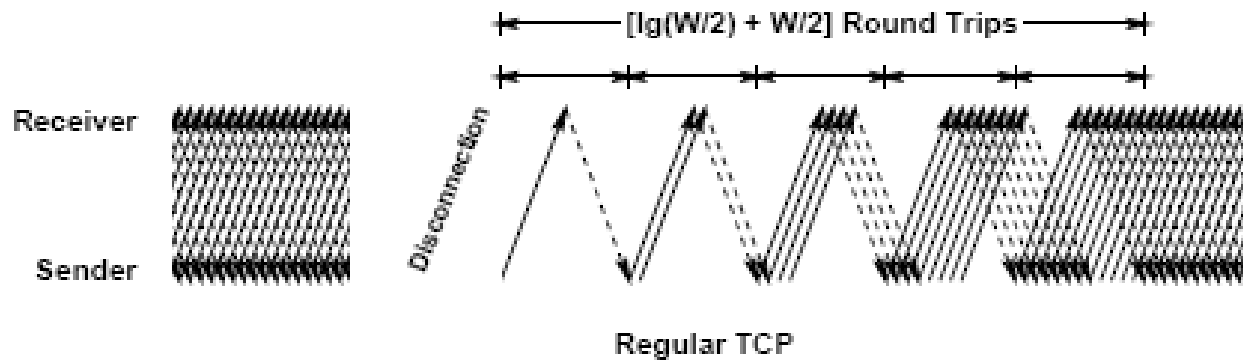 [lg(W/2) + W/2] Round Trips
Receiver
Disconnection
Sender
Regular TCP